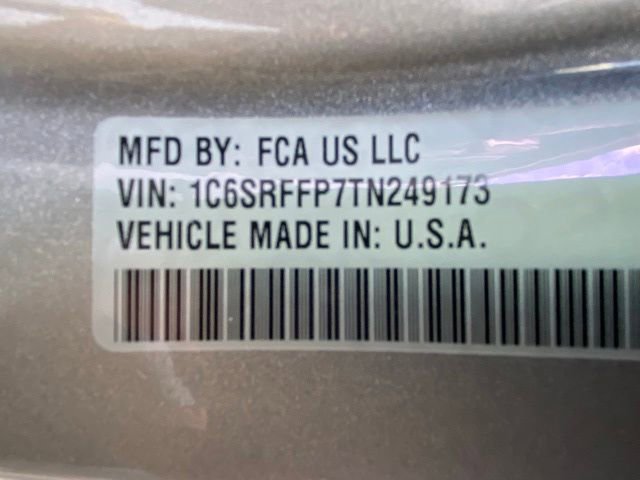 MFD BY: FCA US LLC
VIN: 1C6SRFFP7TN249173
VEHICLE MADE IN: U.S.A.